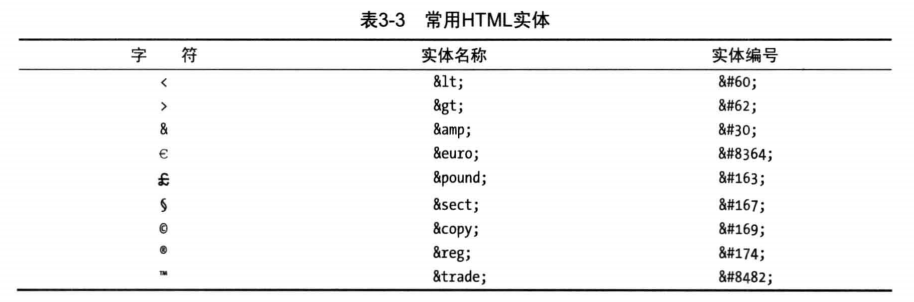 表3-3 常用HTML实体
字 符 实体名称 实体编号
< &lt; &#60;
> &gt; &#62;
& &amp; &#30;
€ &euro; &#8364;
£ &pound; &#163;
§ &sect; &#167;
© &copy; &#169;
® &reg; &#174;
™ &trade; &#8482;